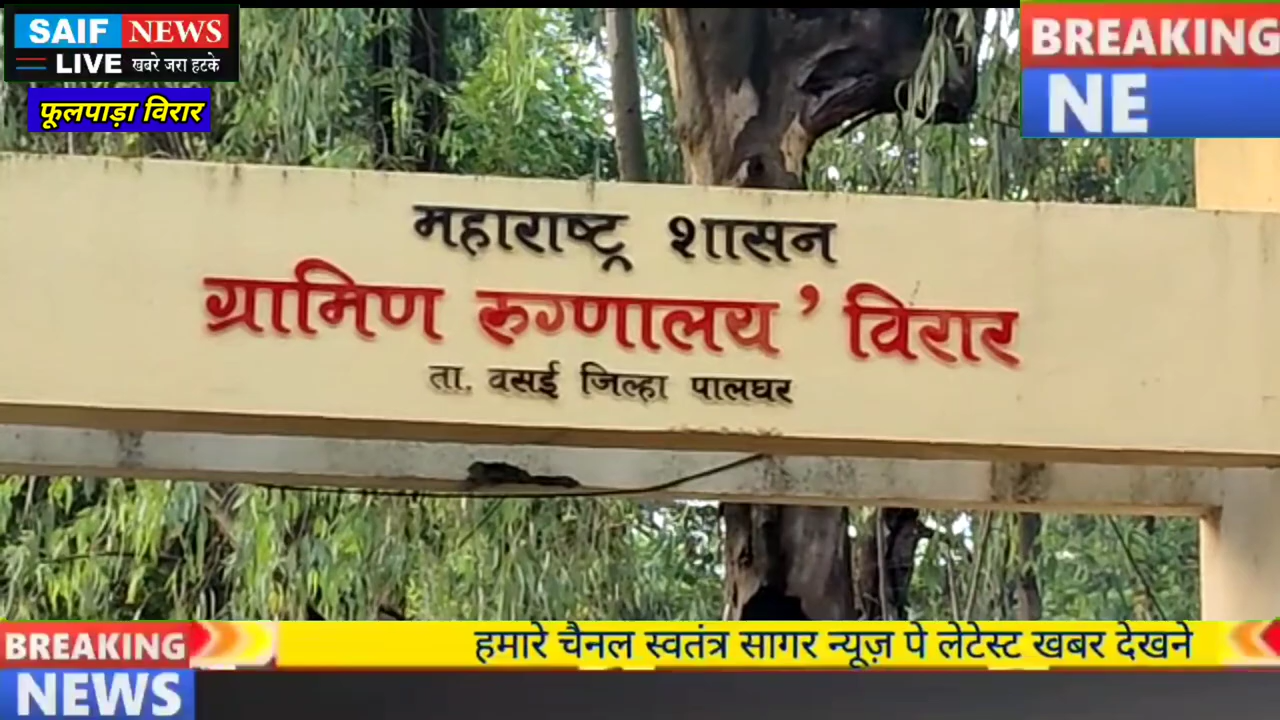 SAIF NEWS
LIVE खबरे जरा हटके
फूलपाड़ा विरार
BREAKING
NE
महाराष्ट्र शासन
ग्रामिण रुग्णालय ’ विरार
ता. वसई जिल्हा पालघर
BREAKING
NEWS
हमारे चैनल स्वतंत्र सागर न्यूज़ पे लेटेस्ट खबर देखने